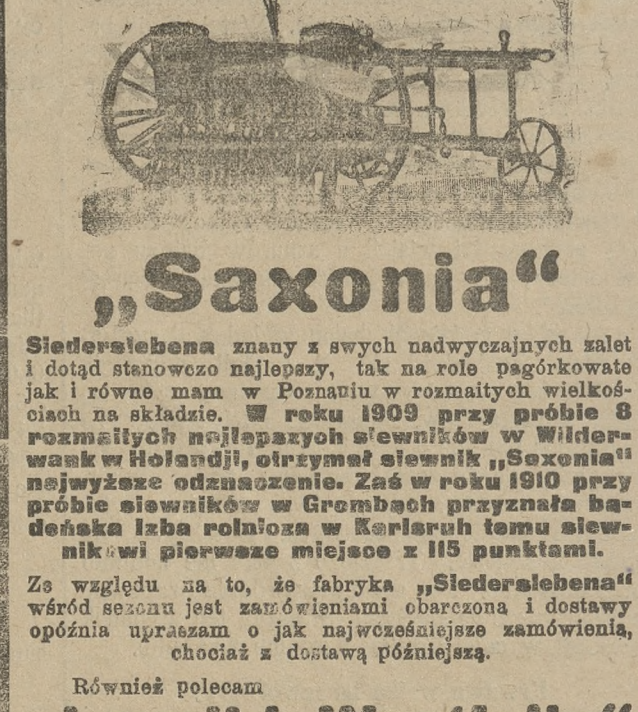 „Saxonia“
Siederslebena znany z swych nadwyczajnych zalet
i dotąd stanowczo najlepszy, tak na role pagórkowate
jak i równe mam w Poznaniu w rozmaitych wielkoś-
ciach na składzie. W roku 1909 przy próbie 8
rozmaitych najlepszych siewników w Wilder-
wank w Holandji, otrzymał siewnik „Saxonia“
najwyższe odznaczenie. Zaś w roku 1910 przy
próbie siewników w Grombach przyznała ba-
deńska Izba rolnicza w Karlsruh temu siew-
nikowi pierwsze miejsce z 115 punktami.
Ze względu na to, że fabryka „Siederslebena“
wśród sezonu jest zamówieniami obarczona i dostawy
opóźnia upraszam o jak najwcześniejsze zamówienia,
chociaż z dostawą późniejszą.
Również polecam